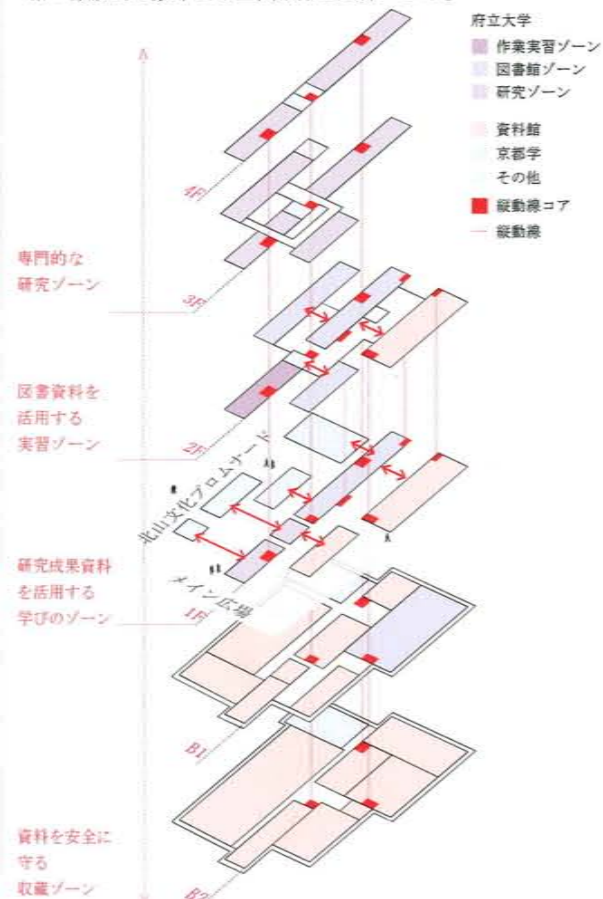 府立大学
作業実習ゾーン
図書館ゾーン
研究ゾーン
資料館
京都学
その他
縦動線コア
縦動線
A
4F
専門的な
研究ゾーン
3F
図書資料を
活用する
実習ゾーン
2F
北山文化プロムナード
研究成果資料
を活用する
学びのゾーン
メイン広場
1F
B1
資料を安全に
守る
収蔵ゾーン
B2